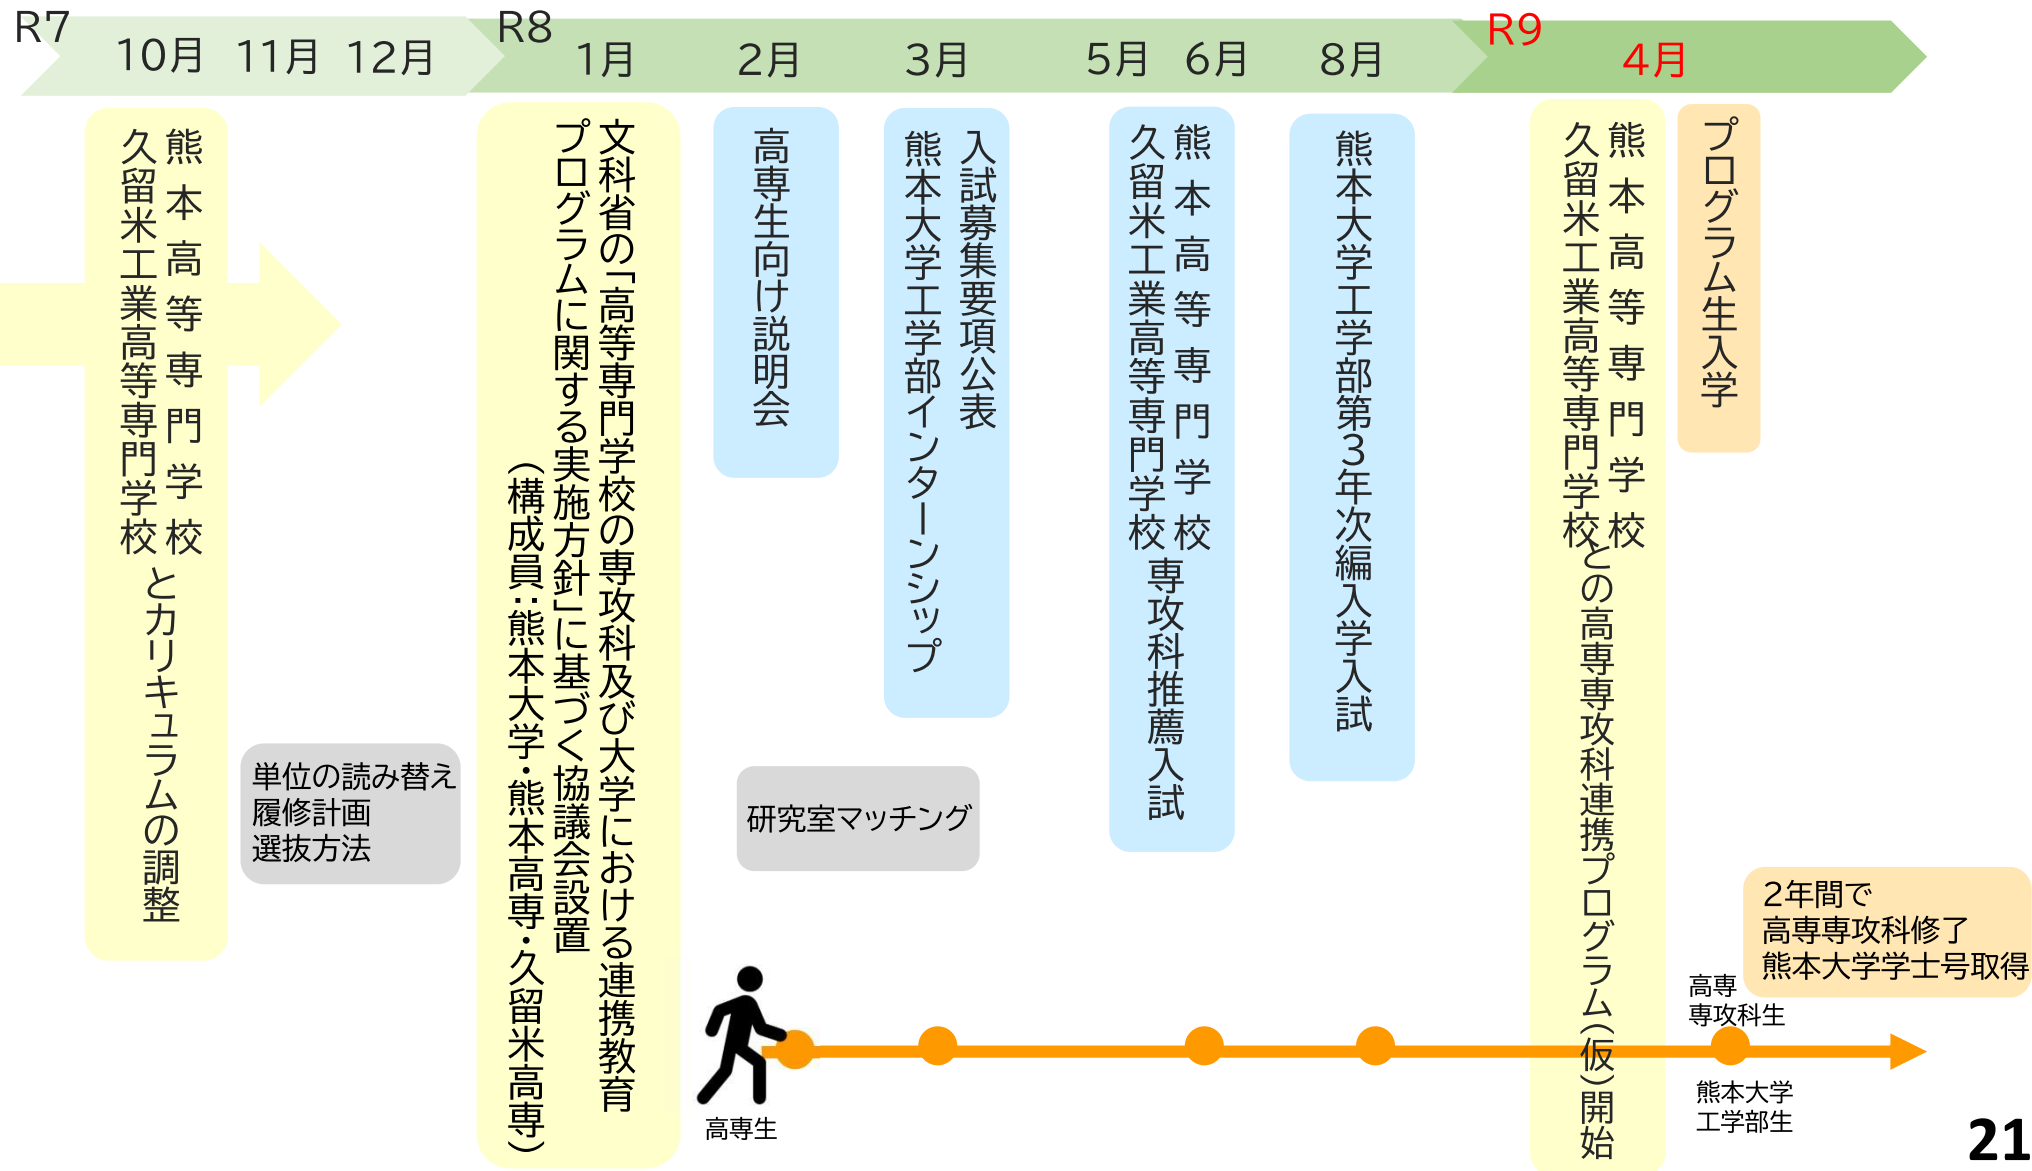 R7
10月
11月
12月
R8
1月
2月
3月
5月
6月
8月
R9
4月
熊本高等専門学校
久留米工業高等専門学校
とカリキュラムの調整
単位の読み替え
履修計画
選抜方法
文科省の「高等専門学校の専攻科及び大学における連携教育
プログラムに関する実施方針」に基づく協議会設置
（構成員：熊本大学・熊本高専・久留米高専）
高専生向け説明会
入試募集要項公表
熊本大学工学部インターンシップ
研究室マッチング
熊本高等専門学校
久留米工業高等専門学校
専攻科推薦入試
熊本大学工学部第３年次編入学入試
熊本高等専門学校
久留米工業高等専門学校
との高専専攻科連携プログラム（仮）開始
プログラム生入学
2年間で
高専専攻科修了
熊本大学学士号取得
高専
専攻科生
熊本大学
工学部生
高専生
21